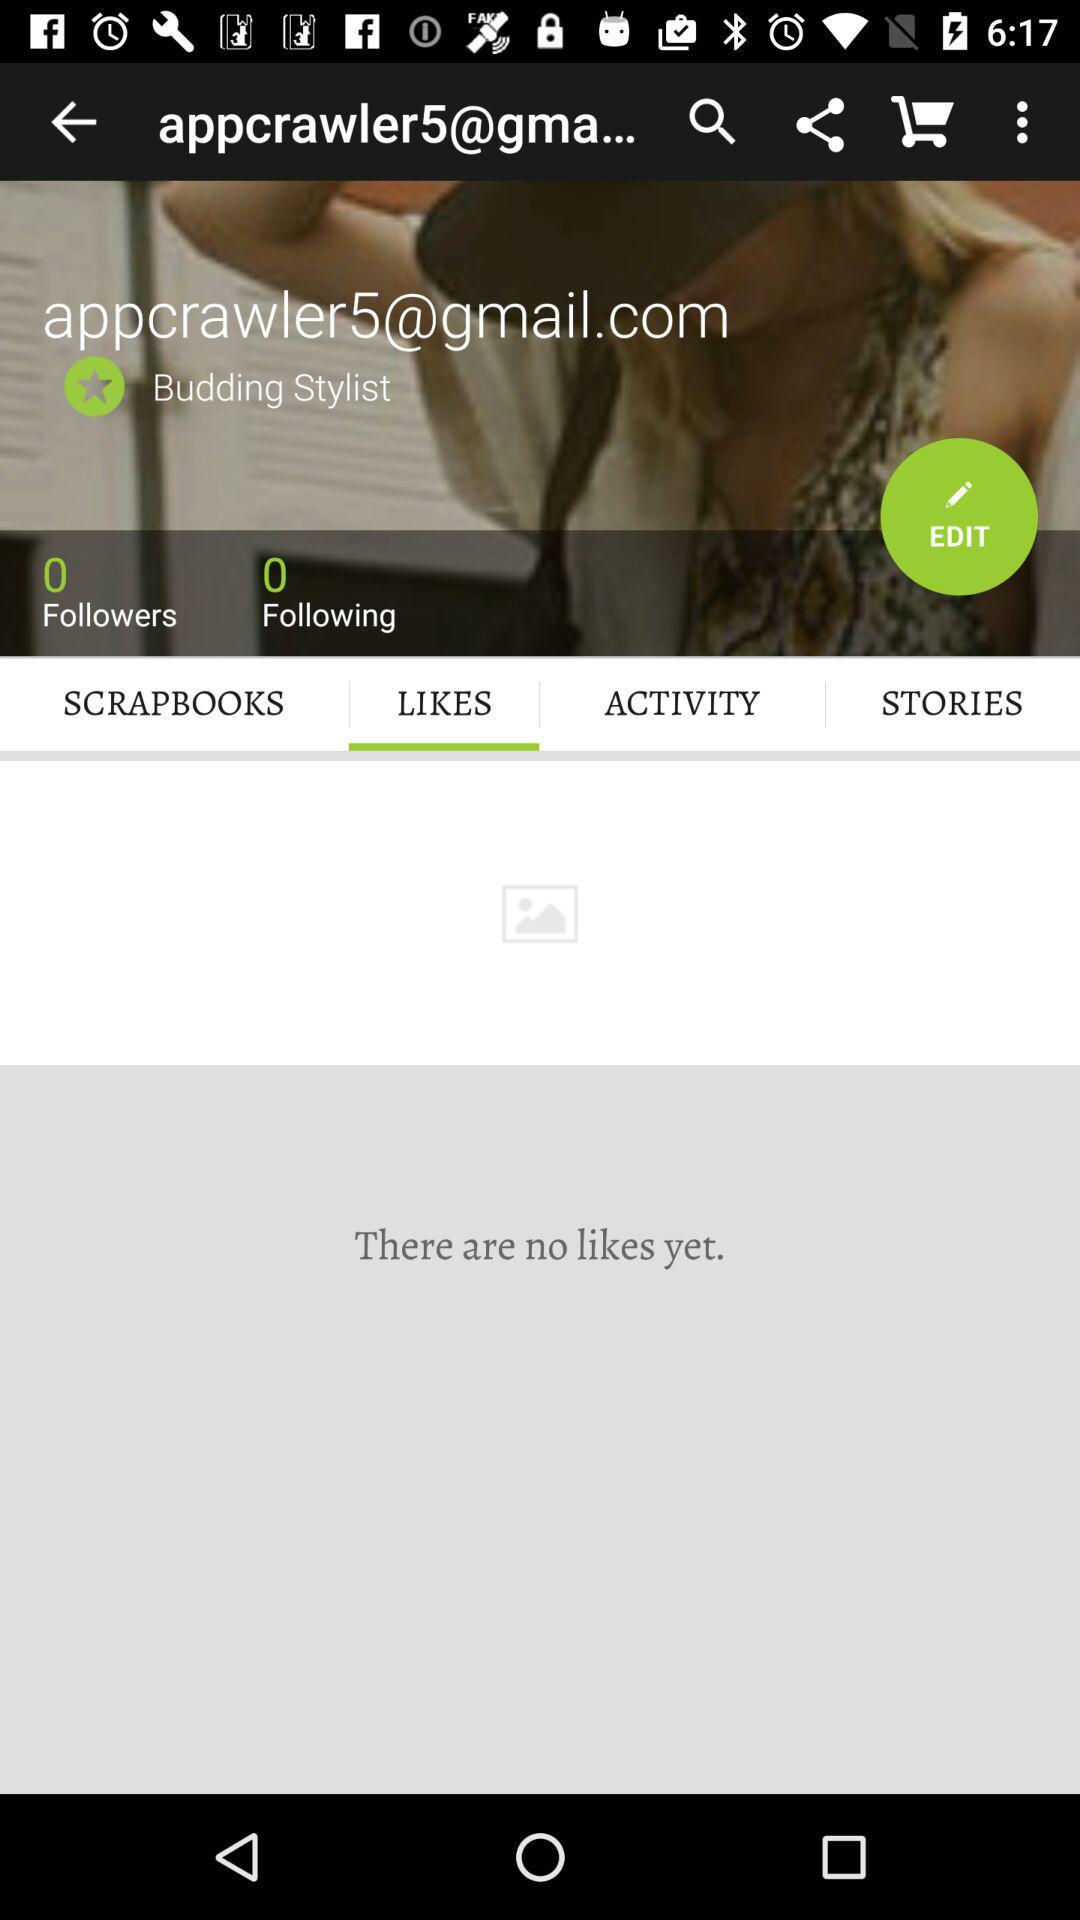 FAKE
6:17
appcrawler5@gma...
appcrawler5@gmail.com
Budding Stylist
EDIT
0 0
Followers Following
SCRAPBOOKS LIKES ACTIVITY STORIES
There are no likes yet.